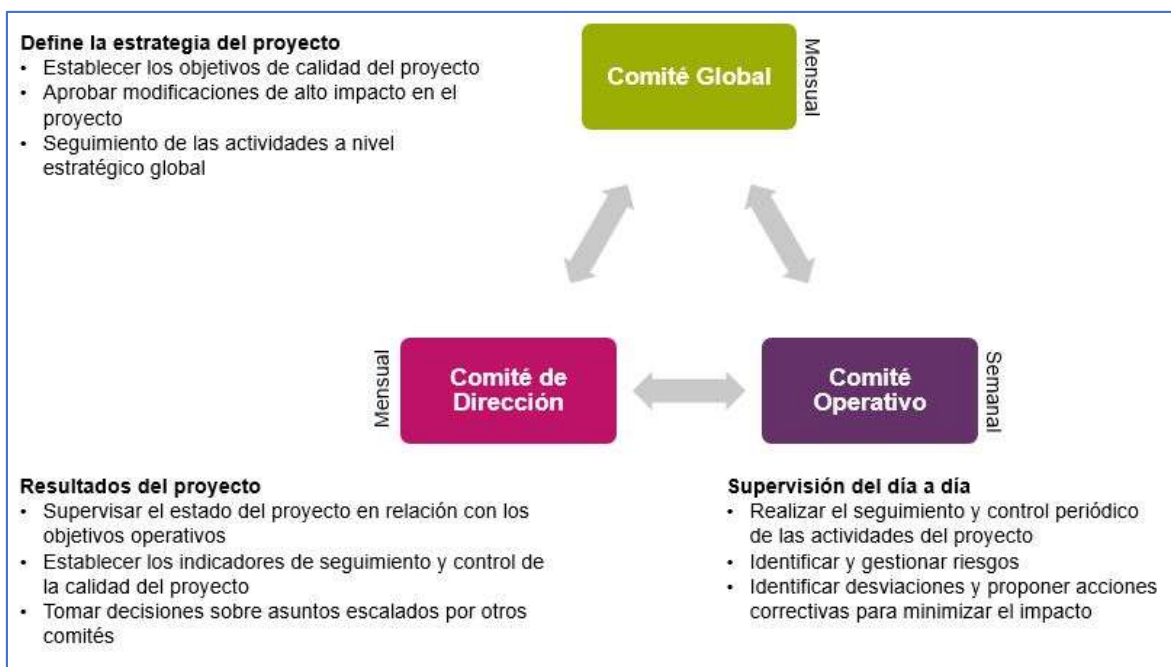 Define la estrategia del proyecto
• Establecer los objetivos de calidad del proyecto
• Aprobar modificaciones de alto impacto en el
proyecto
• Seguimiento de las actividades a nivel
estratégico global
Comité Global
Mensual
Mensual
Comité de
Dirección
Comité
Operativo
Semanal
Resultados del proyecto
• Supervisar el estado del proyecto en relación con los
objetivos operativos
• Establecer los indicadores de seguimiento y control de
la calidad del proyecto
• Tomar decisiones sobre asuntos escalados por otros
comités
Supervisión del día a día
• Realizar el seguimiento y control periódico
de las actividades del proyecto
• Identificar y gestionar riesgos
• Identificar desviaciones y proponer acciones
correctivas para minimizar el impacto